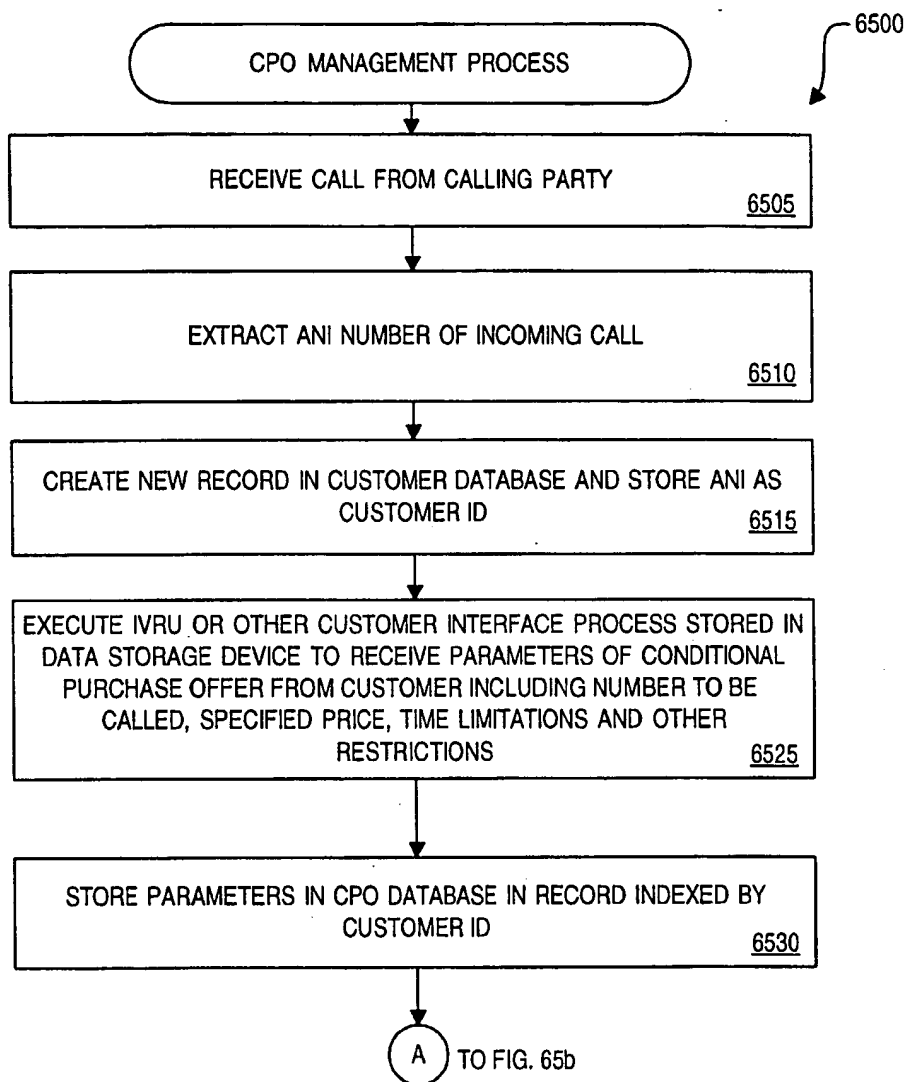 6500
CPO MANAGEMENT PROCESS
RECEIVE CALL FROM CALLING PARTY
6505
EXTRACT ANI NUMBER OF INCOMING CALL
6510
CREATE NEW RECORD IN CUSTOMER DATABASE AND STORE ANI AS
CUSTOMER ID
6515
EXECUTE IVRU OR OTHER CUSTOMER INTERFACE PROCESS STORED IN
DATA STORAGE DEVICE TO RECEIVE PARAMETERS OF CONDITIONAL
PURCHASE OFFER FROM CUSTOMER INCLUDING NUMBER TO BE
CALLED, SPECIFIED PRICE, TIME LIMITATIONS AND OTHER
RESTRICTIONS
6525
STORE PARAMETERS IN CPO DATABASE IN RECORD INDEXED BY
CUSTOMER ID
6530
A TO FIG. 65b